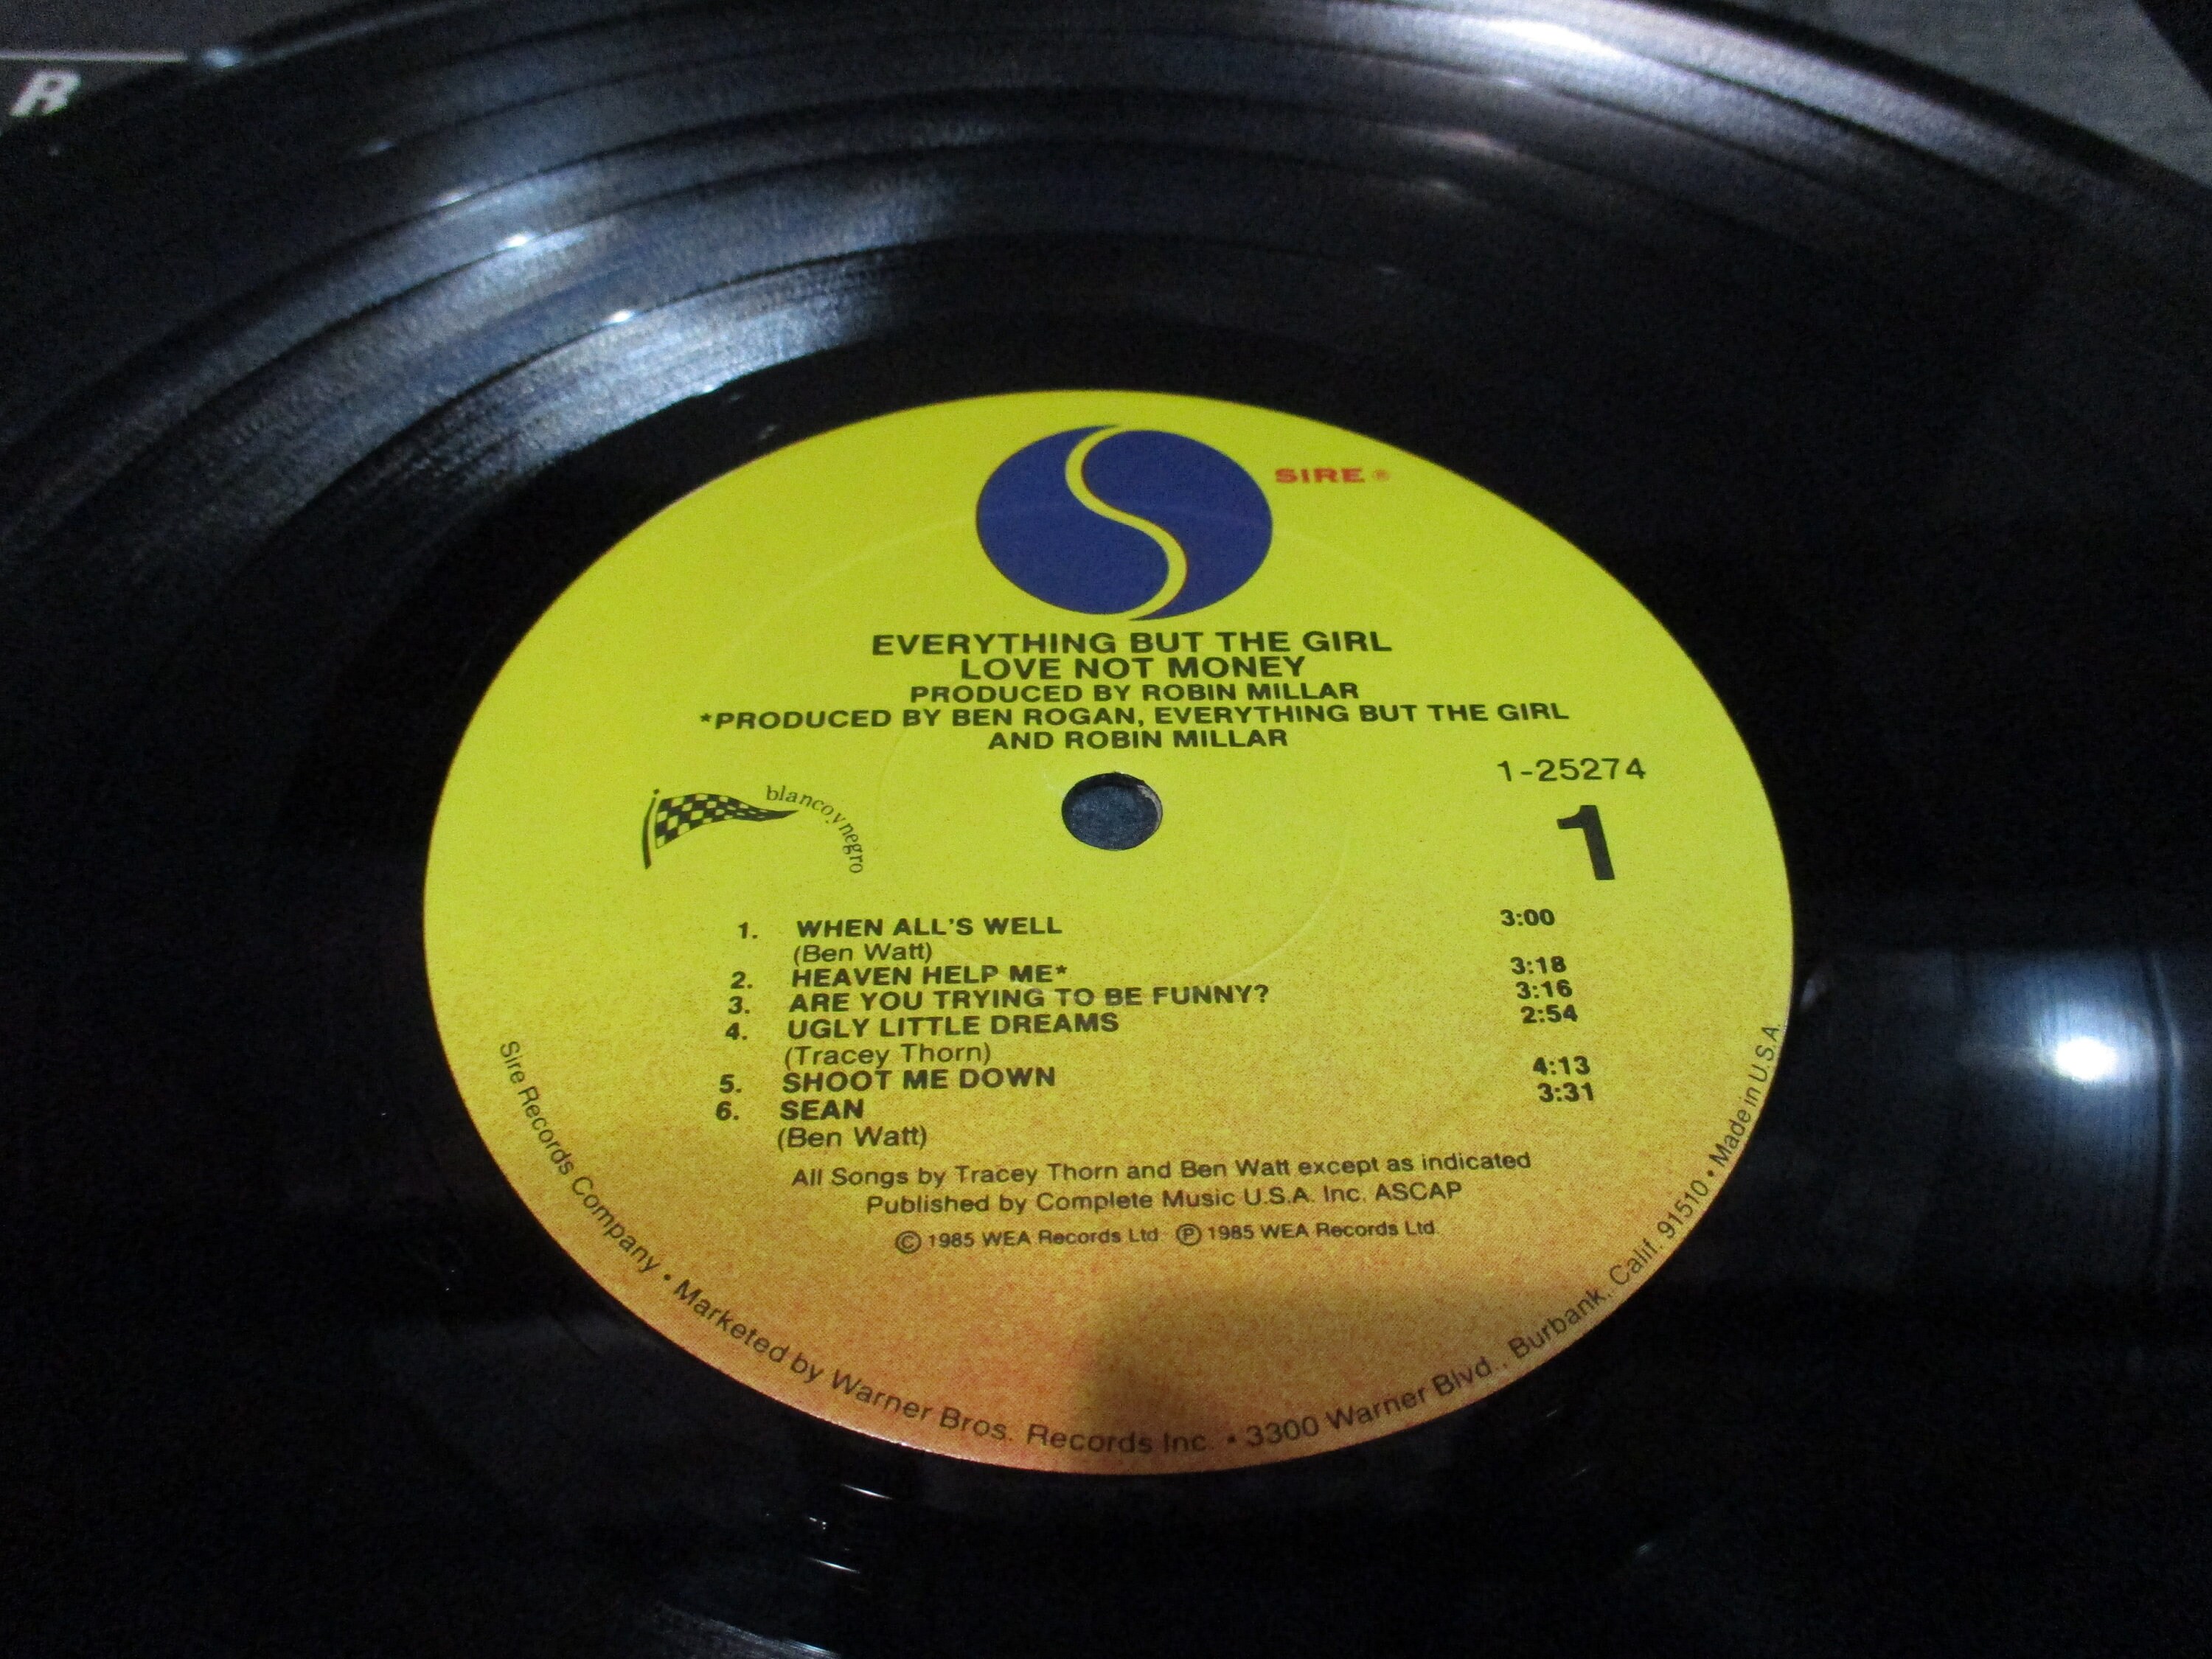 R
SIRE®
EVERYTHING BUT THE GIRL
LOVE NOT MONEY
PRODUCED BY ROBIN MILLAR
*PRODUCED BY BEN ROGAN, EVERYTHING BUT THE GIRL
AND ROBIN MILLAR
1-25274
blanco y negro
1
1. WHEN ALL'S WELL 3:00
(Ben Watt)
2. HEAVEN HELP ME* 3:18
3. ARE YOU TRYING TO BE FUNNY? 3:16
4. UGLY LITTLE DREAMS 2:54
(Tracey Thorn)
5. SHOOT ME DOWN 4:13
6. SEAN 3:31
(Ben Watt)
All Songs by Tracey Thorn and Ben Watt except as indicated
Published by Complete Music U.S.A. Inc. ASCAP
© 1985 WEA Records Ltd ℗ 1985 WEA Records Ltd.
Sire Records Company • Marketed by Warner Bros. Records Inc. • 3300 Warner Blvd., Burbank, Calif. 91510 • Made in U.S.A.